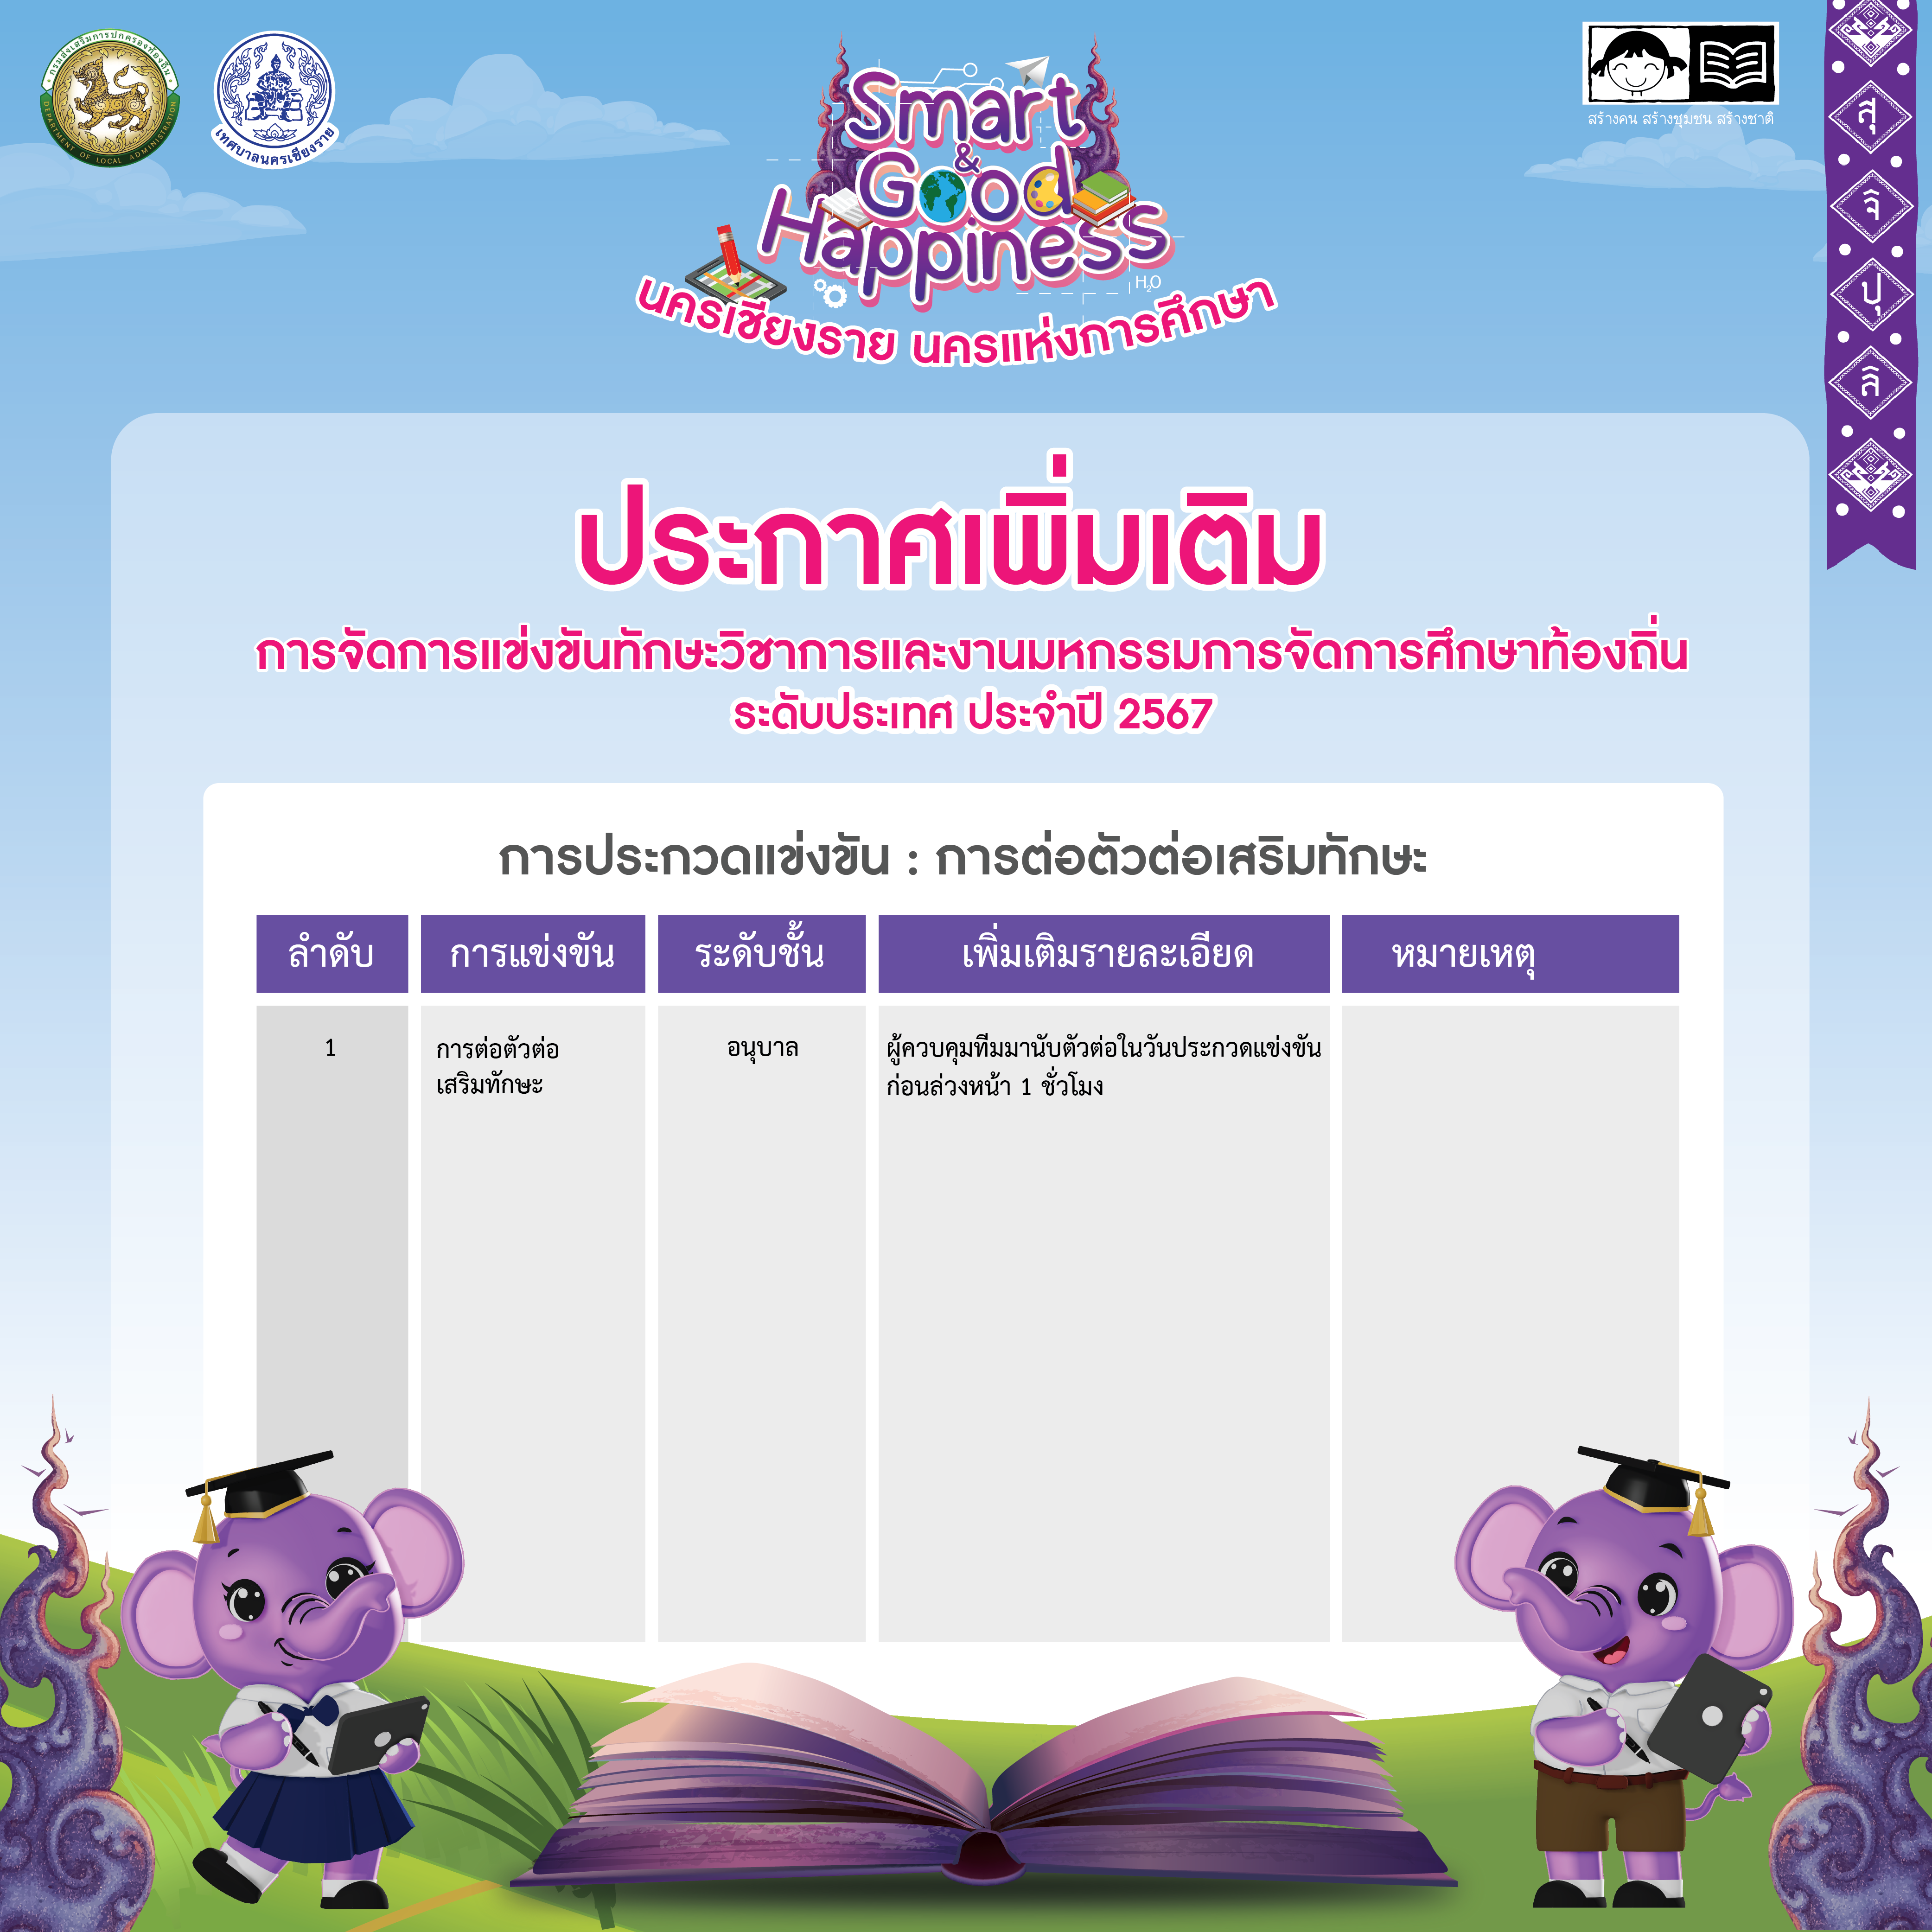 กรมส่งเสริมการปกครองท้องถิ่น
DEPARTMENT OF LOCAL ADMINISTRATION
เทศบาลนครเชียงราย
Smart
&
Good
Happiness
H₂O
นครเชียงราย นครแห่งการศึกษา
สร้างคน สร้างชุมชน สร้างชาติ
สุ
จิ
ปุ
ลิ
ประกาศเพิ่มเติม
การจัดการแข่งขันทักษะวิชาการและงานมหกรรมการจัดการศึกษาท้องถิ่น
ระดับประเทศ ประจำปี 2567
การประกวดแข่งขัน : การต่อตัวต่อเสริมทักษะ
ลำดับ การแข่งขัน ระดับชั้น เพิ่มเติมรายละเอียด หมายเหตุ
1 การต่อตัวต่อ อนุบาล ผู้ควบคุมทีมมานับตัวต่อในวันประกวดแข่งขัน
เสริมทักษะ ก่อนล่วงหน้า 1 ชั่วโมง